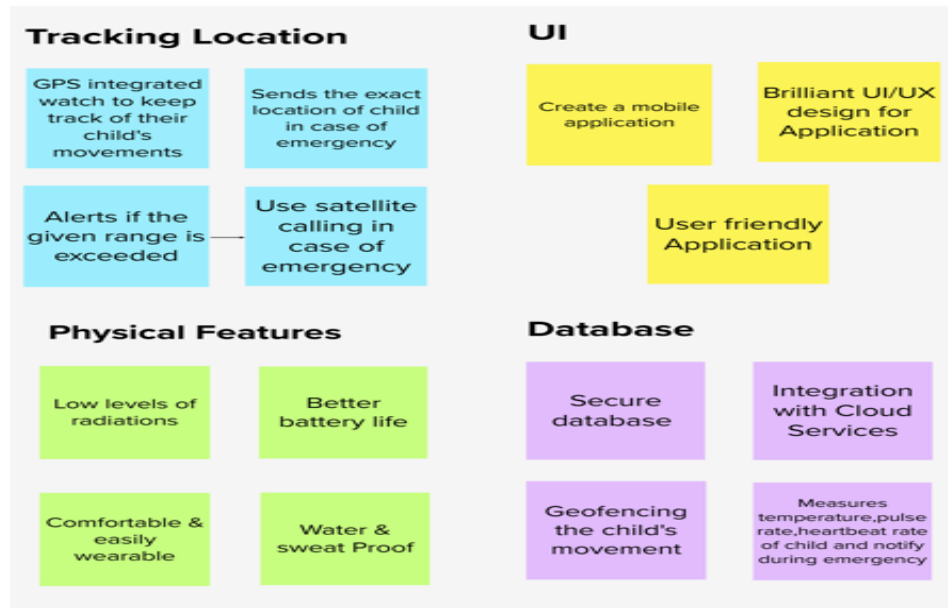 Tracking Location
GPS integrated
watch to keep
track of their
child's
movements
Sends the exact
location of child
in case of
emergency
Alerts if the
given range is
exceeded
Use satellite
calling in
case of
emergency
UI
Create a mobile
application
Brilliant UI/UX
design for
Application
User friendly
Application
Physical Features
Low levels of
radiations
Better
battery life
Comfortable &
easily
wearable
Water &
sweat Proof
Database
Secure
database
Integration
with Cloud
Services
Geofencing
the child's
movement
Measures
temperature,pulse
rate,heartbeat rate
of child and notify
during emergency